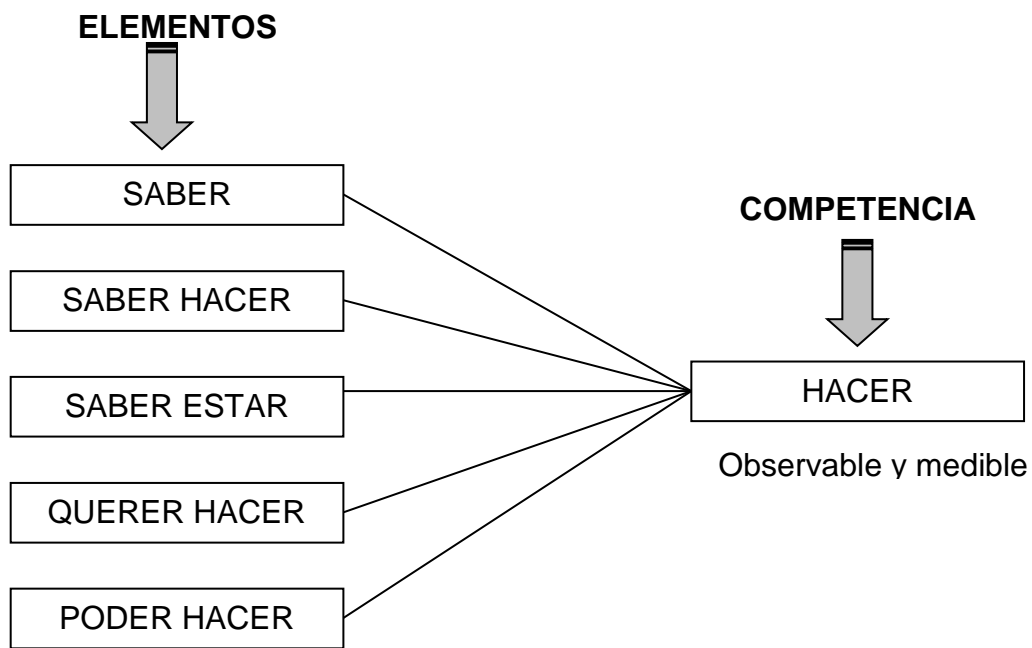 ELEMENTOS
SABER
SABER HACER
SABER ESTAR
QUERER HACER
PODER HACER
COMPETENCIA
HACER
Observable y medible